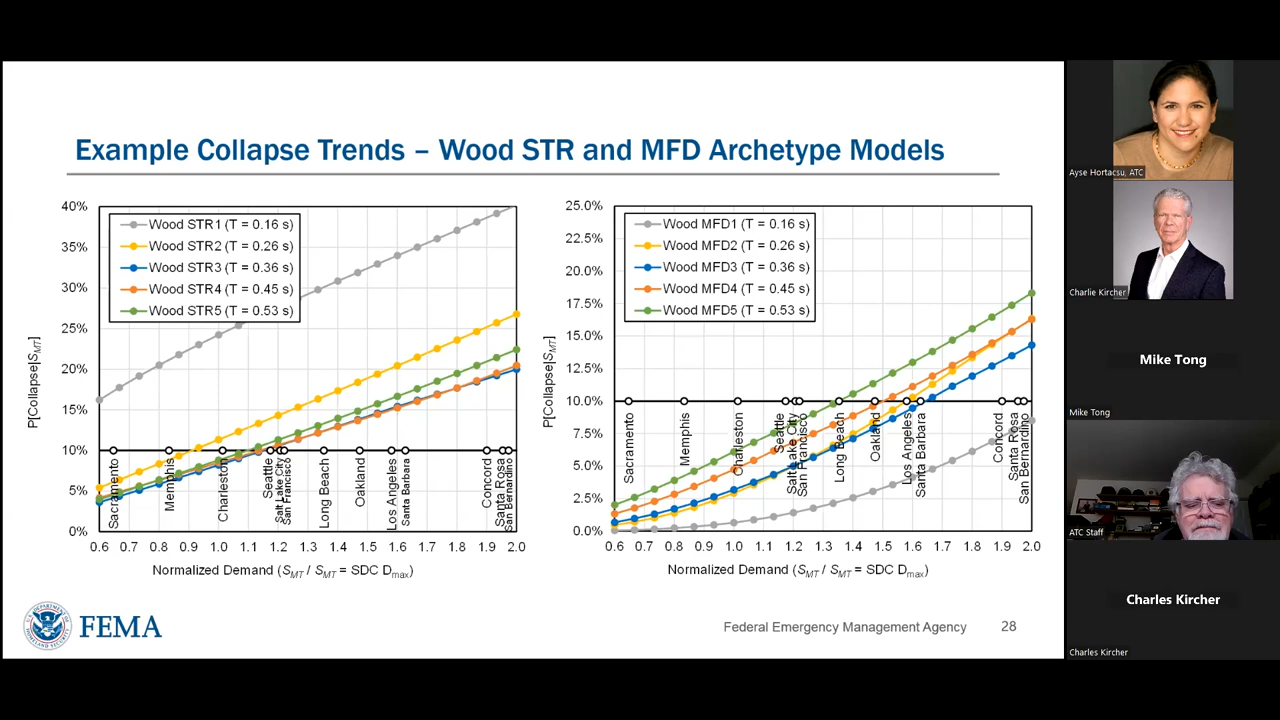 Example Collapse Trends – Wood STR and MFD Archetype Models
40%
35%
30%
25%
20%
15%
10%
5%
0%
P[Collapse|S_MT]
Wood STR1 (T = 0.16 s)
Wood STR2 (T = 0.26 s)
Wood STR3 (T = 0.36 s)
Wood STR4 (T = 0.45 s)
Wood STR5 (T = 0.53 s)
Sacramento
Memphis
Charleston
Seattle
Salt Lake City
San Francisco
Long Beach
Oakland
Los Angeles
Santa Barbara
Concord
Santa Rosa
San Bernardino
0.6 0.7 0.8 0.9 1.0 1.1 1.2 1.3 1.4 1.5 1.6 1.7 1.8 1.9 2.0
Normalized Demand (S_MT / S_MT = SDC D_max)
25.0%
22.5%
20.0%
17.5%
15.0%
12.5%
10.0%
7.5%
5.0%
2.5%
0.0%
P[Collapse|S_MT]
Wood MFD1 (T = 0.16 s)
Wood MFD2 (T = 0.26 s)
Wood MFD3 (T = 0.36 s)
Wood MFD4 (T = 0.45 s)
Wood MFD5 (T = 0.53 s)
Sacramento
Memphis
Charleston
Seattle
Salt Lake City
San Francisco
Long Beach
Oakland
Los Angeles
Santa Barbara
Concord
Santa Rosa
San Bernardino
0.6 0.7 0.8 0.9 1.0 1.1 1.2 1.3 1.4 1.5 1.6 1.7 1.8 1.9 2.0
Normalized Demand (S_MT / S_MT = SDC D_max)
FEMA
Federal Emergency Management Agency
28
Ayse Hortacsu, ATC
Charlie Kircher
Mike Tong
Mike Tong
ATC Staff
Charles Kircher
Charles Kircher